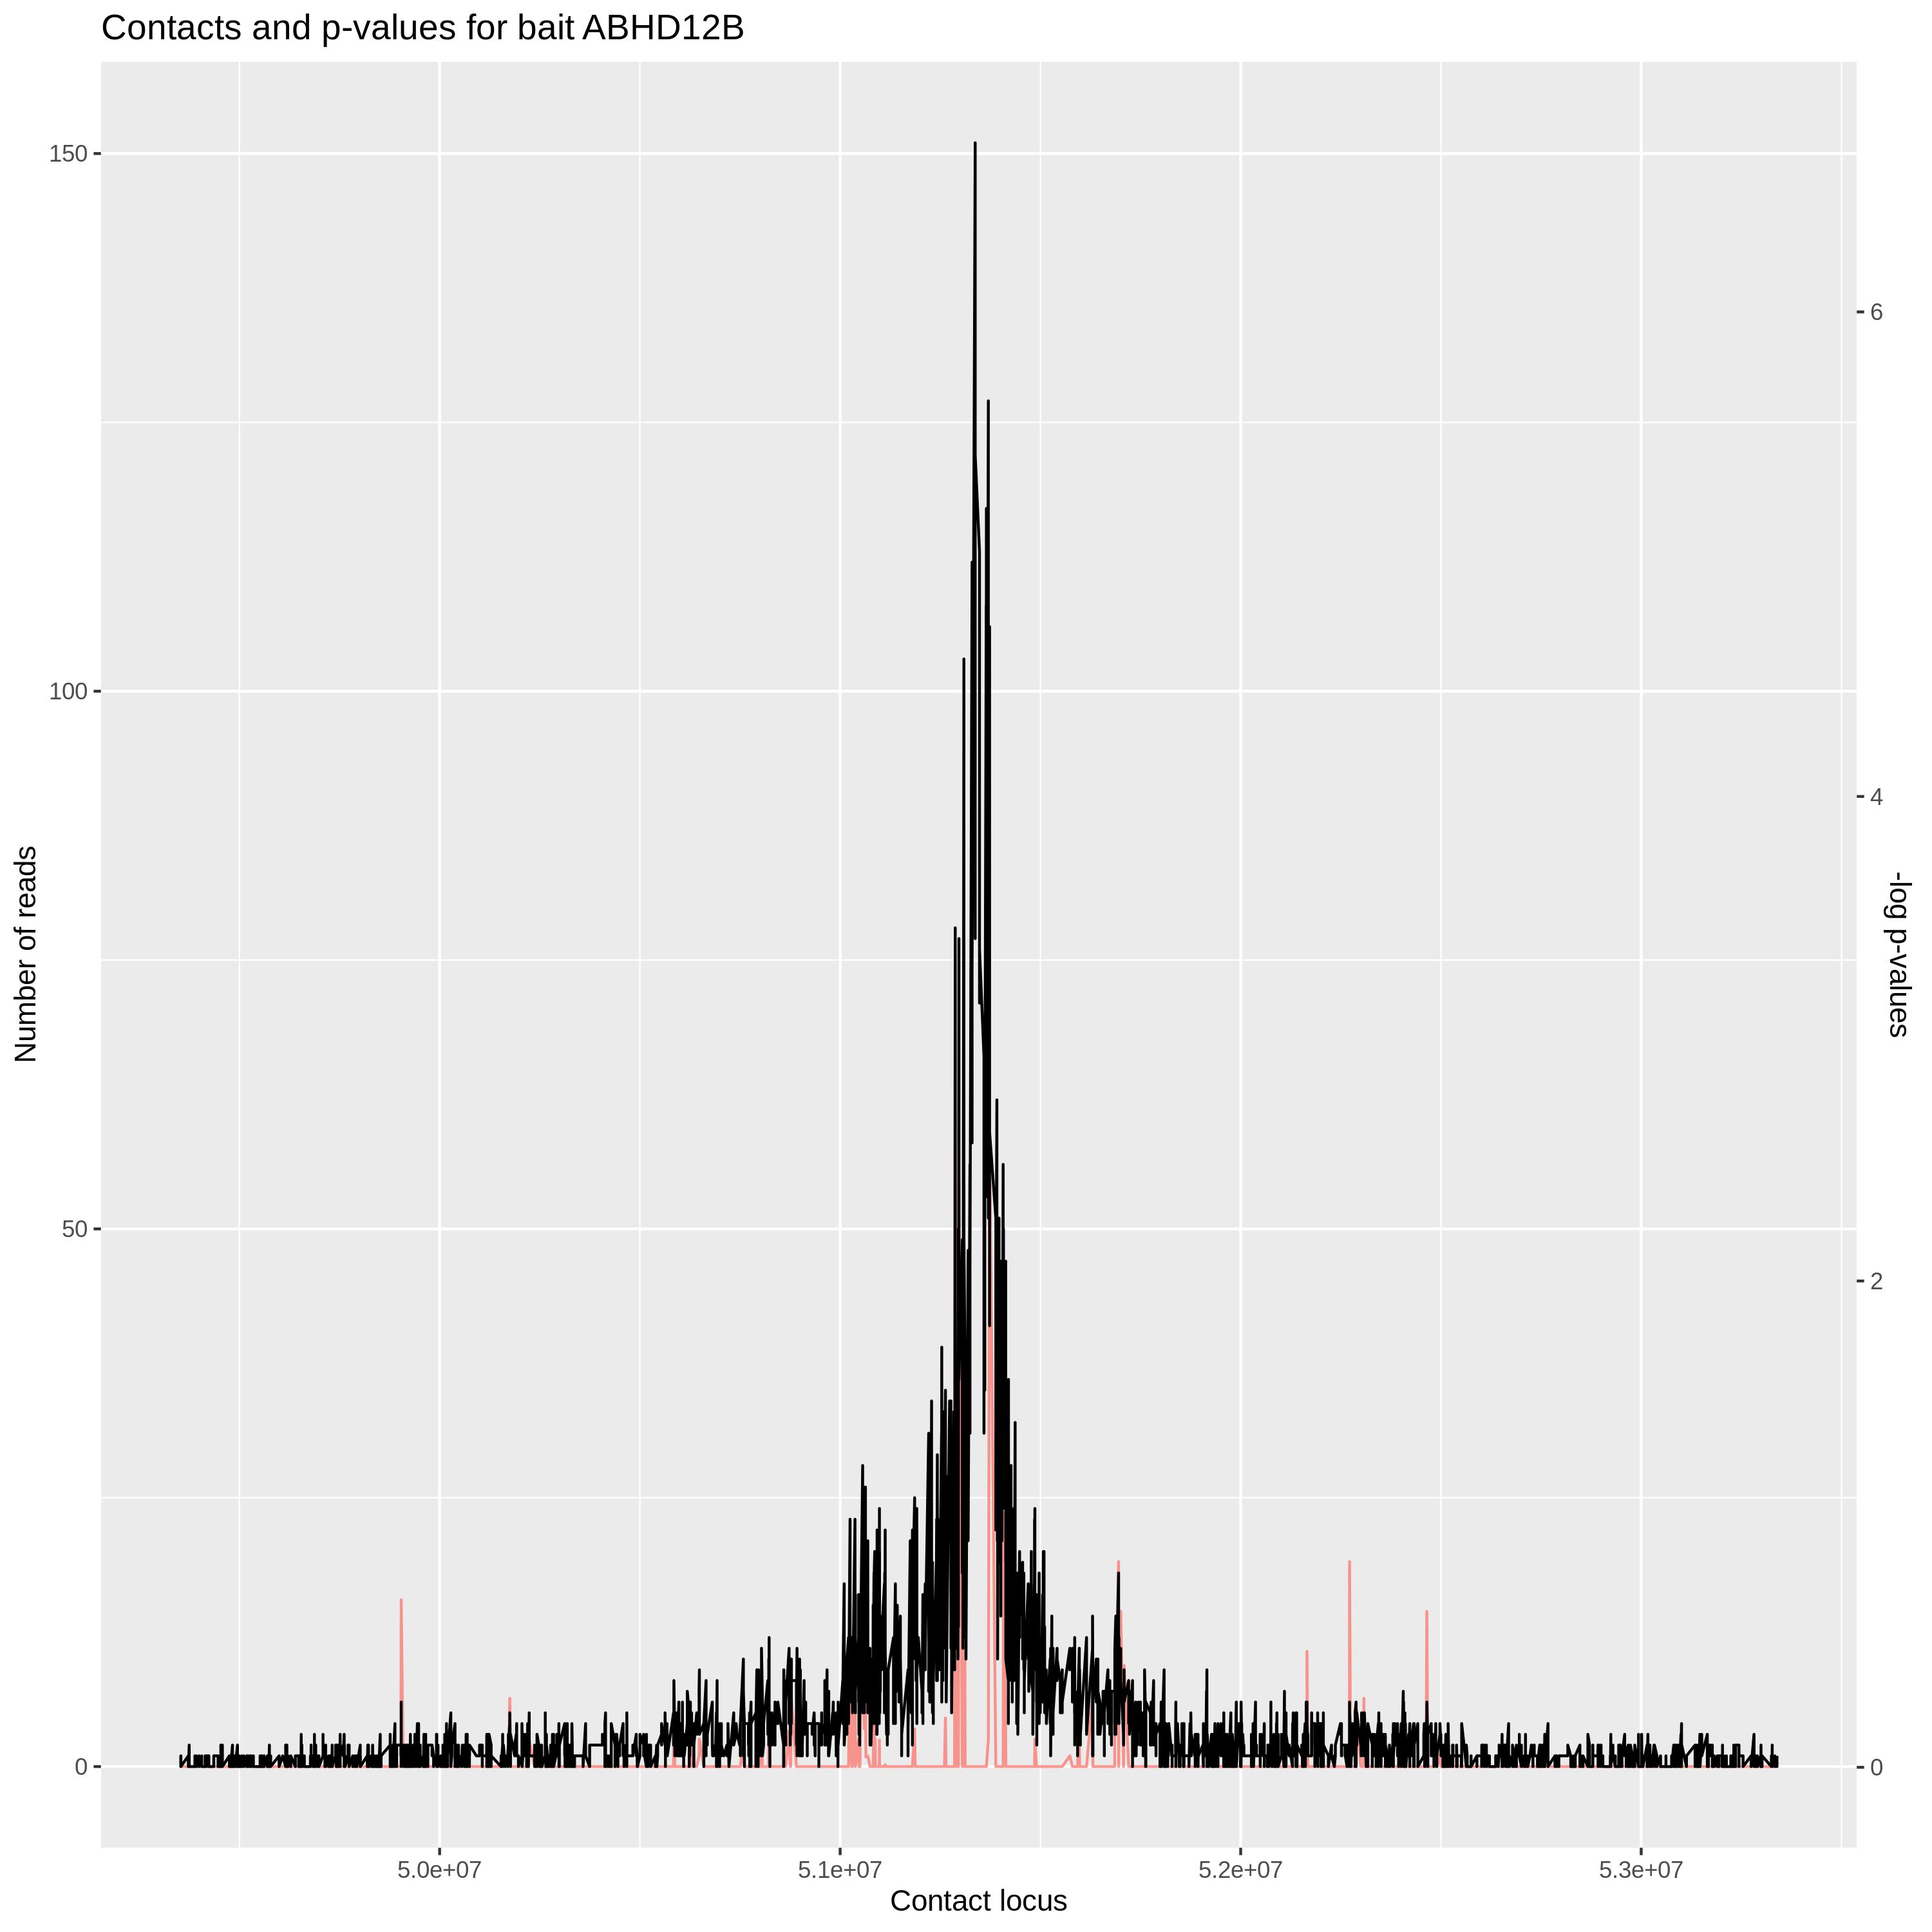 Contacts and p-values for bait ABHD12B
150
100
50
0
Number of reads
6
4
2
0
-log p-values
5.0e+07
5.1e+07
5.2e+07
5.3e+07
Contact locus